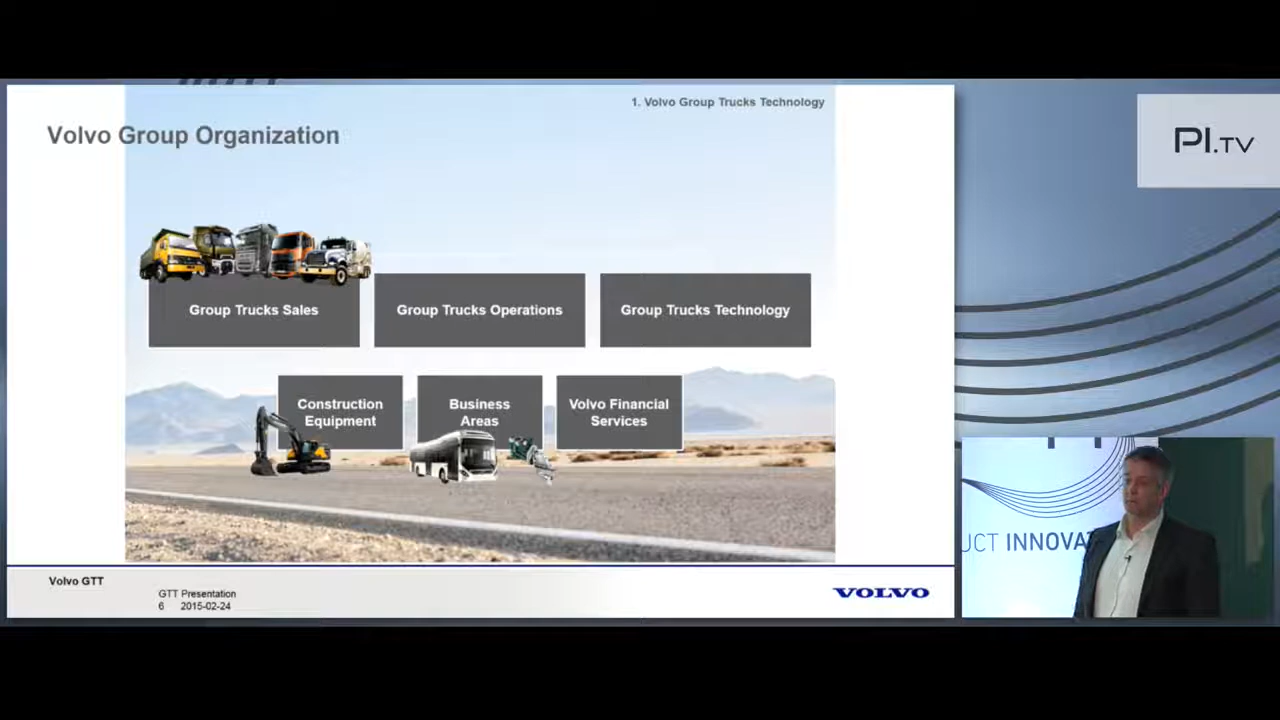 1. Volvo Group Trucks Technology
Volvo Group Organization
PI.TV
Group Trucks Sales
Group Trucks Operations
Group Trucks Technology
Construction
Equipment
Business
Areas
Volvo Financial
Services
UCT INNOVA
Volvo GTT
GTT Presentation
6 2015-02-24
VOLVO